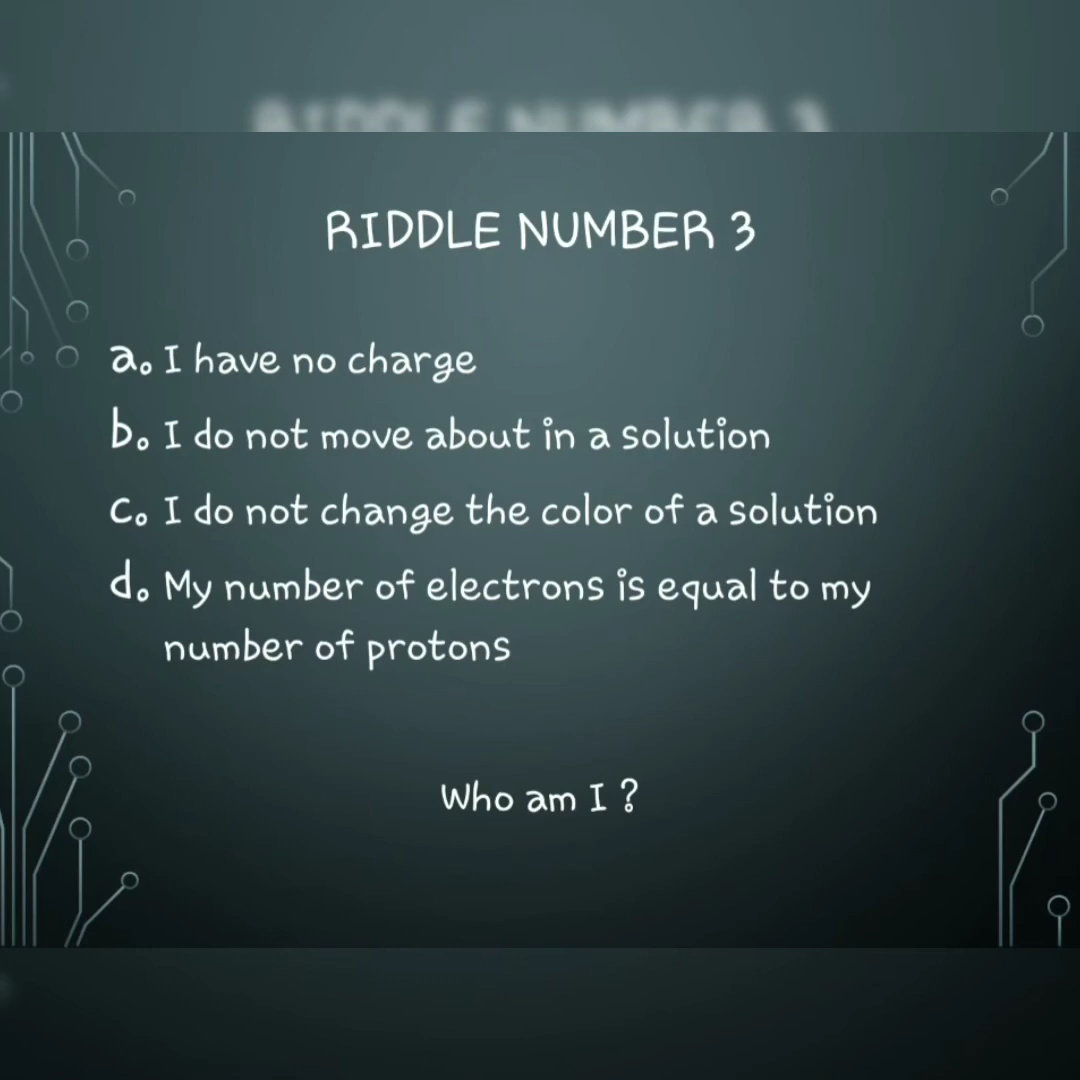 RIDDLE NUMBER 3
a. I have no charge
b. I do not move about in a solution
c. I do not change the color of a solution
d. My number of electrons is equal to my
number of protons
Who am I ?